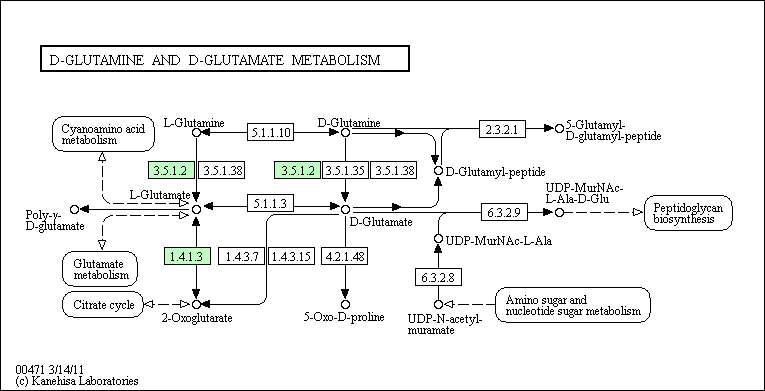 D-GLUTAMINE AND D-GLUTAMATE METABOLISM
Cyanoamino acid
metabolism
L-Glutamine
5.1.1.10
D-Glutamine
2.3.2.1
5-Glutamyl-
D-glutamyl-peptide
3.5.1.2
3.5.1.38
3.5.1.2
3.5.1.35
3.5.1.38
D-Glutamyl-peptide
L-Glutamate
UDP-MurNAc-
L-Ala-D-Glu
Poly-γ-
D-glutamate
5.1.1.3
D-Glutamate
6.3.2.9
Peptidoglycan
biosynthesis
UDP-MurNAc-L-Ala
Glutamate
metabolism
1.4.1.3
1.4.3.7
1.4.3.15
4.2.1.48
6.3.2.8
Citrate cycle
2-Oxoglutarate
5-Oxo-D-proline
UDP-N-acetyl-
muramate
Amino sugar and
nucleotide sugar metabolism
00471 3/14/11
(c) Kanehisa Laboratories